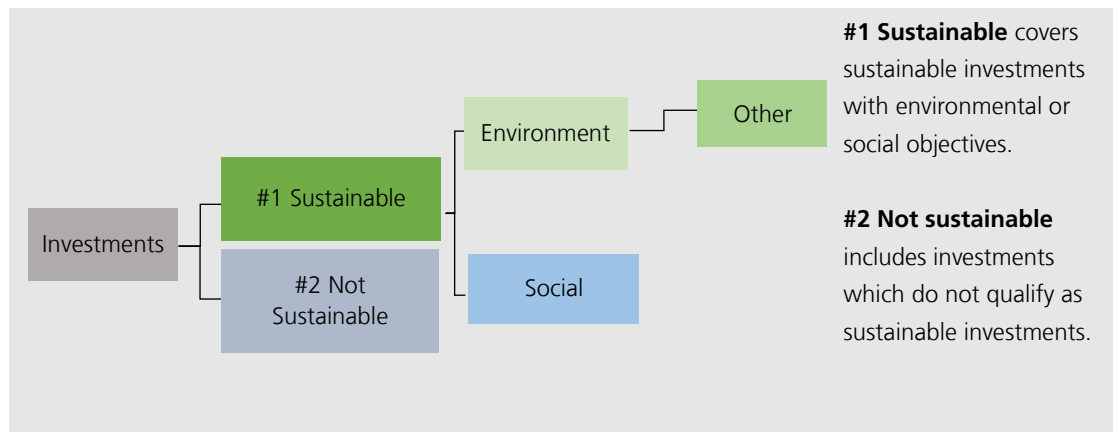 Investments
#1 Sustainable
#2 Not
Sustainable
Environment
Social
Other
#1 Sustainable covers
sustainable investments
with environmental or
social objectives.
#2 Not sustainable
includes investments
which do not qualify as
sustainable investments.